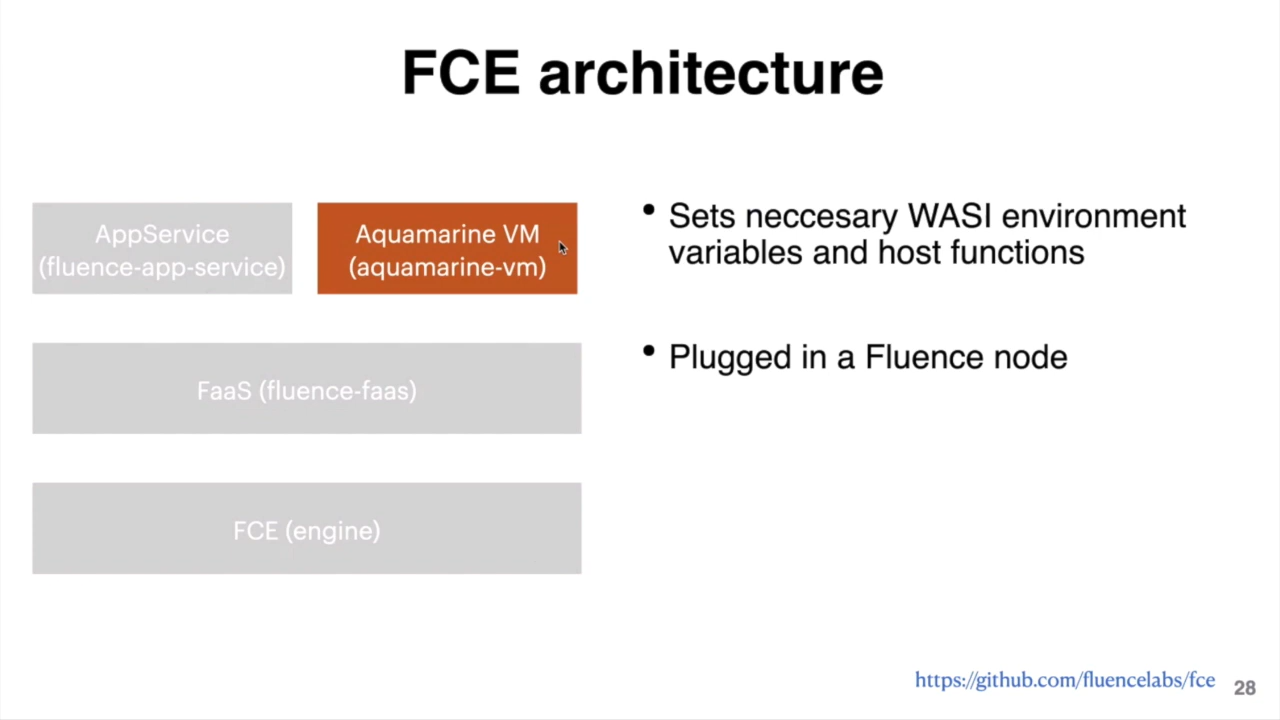 FCE architecture
AppService
(fluence-app-service)
Aquamarine VM
(aquamarine-vm)
FaaS (fluence-faas)
FCE (engine)
• Sets neccesary WASI environment
variables and host functions
• Plugged in a Fluence node
https://github.com/fluencelabs/fce
28